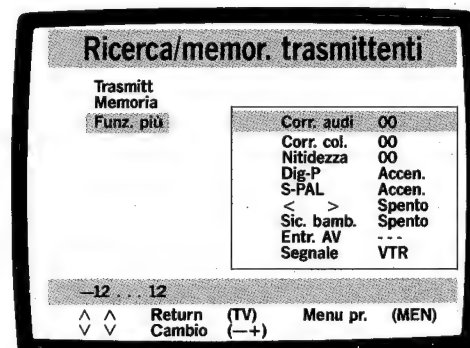 Ricerca/memor. trasmittenti
Trasmitt
Memoria
Funz. più
Corr. audi 00
Corr. col. 00
Nitidezza 00
Dig-P Accen.
S-PAL Accen.
< > Spento
Sic. bamb. Spento
Entr. AV - - -
Segnale VTR
—12 . . . 12
∧ ∧ Return (TV) Menu pr. (MEN)
∨ ∨ Cambio (—+)